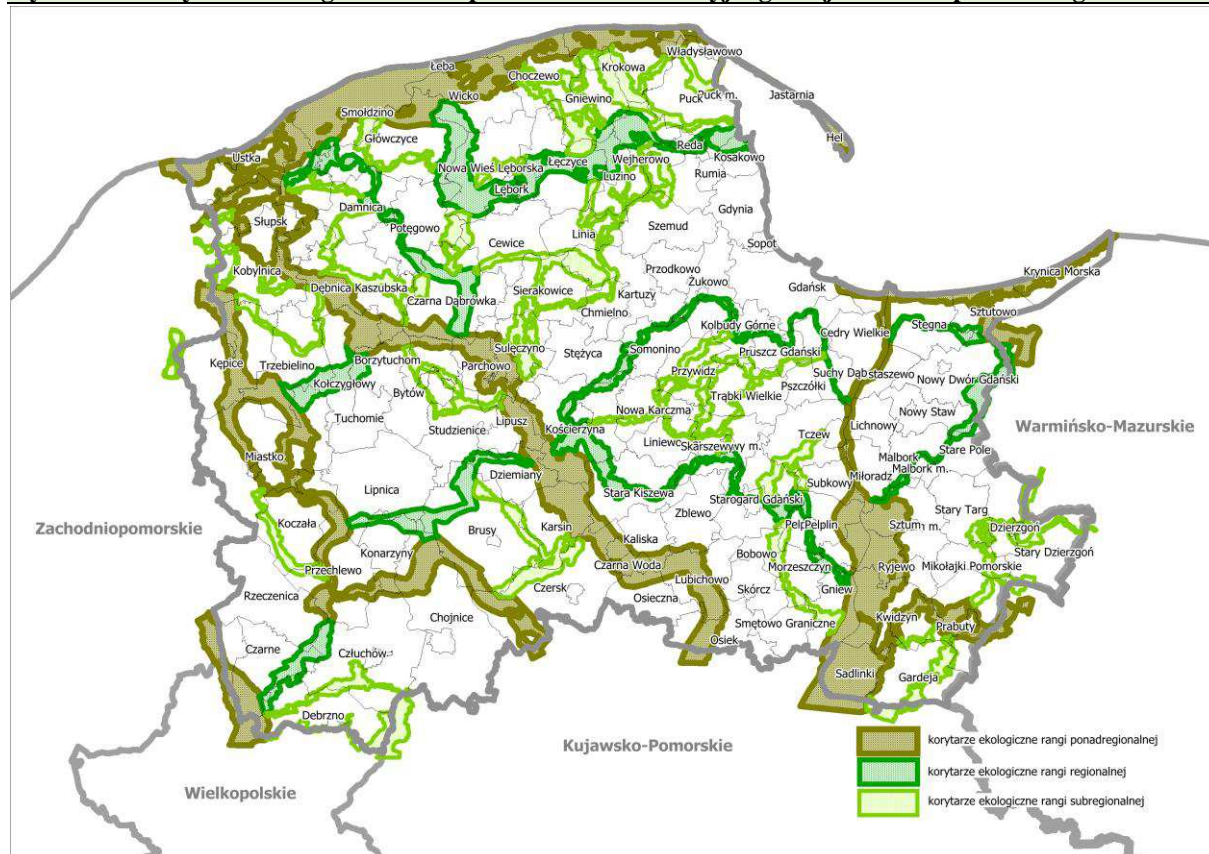 Łeba
Władysławowo
Krokowa
Choczewo
Wicko
Gniewino
Puck
Puck m.
Jastarnia
Smołdzino
Główczyce
Hel
Ustka
Reda
Kosakowo
Nowa Wieś Lęborska
Łęczyce
Wejherowo
Lębork
Luzino
Rumia
Damnica
Gdynia
Słupsk
Potęgowo
Szemud
Cewice
Linia
Sopot
Kobylnica
Przodkowo
Krynica Morska
Dębnica Kaszubska
Sierakowice
Żukowo
Gdańsk
Czarna Dąbrówka
Kartuzy
Sztutowo
Chmielno
Stegna
Kolbudy Górne
Cedry Wielkie
Sulęczyno
Stężyca
Somonino
Pruszcz Gdański
Kępice
Trzebielino
Borzytuchom
Parchowo
Przywidz
Suchy Dąb
staszewo
Nowy Dwór Gdański
Kołczygłowy
Bytów
Pszczółki
Trąbki Wielkie
Tuchomie
Lipusz
Nowa Karczma
Nowy Staw
Studzienice
Kościerzyna
Lichnowy
Warmińsko-Mazurskie
Tczew
Liniewo
Skarszewy
m.
Malbork
Stare Pole
Miastko
Malbork m.
Dziemiany
Subkowy
Miłoradz
Lipnica
Stara Kiszewa
Starogard Gdański
Stary Targ
Zachodniopomorskie
Zblewo
Koczała
Brusy
Karsin
Pelplin
Sztum
m.
Dzierzgoń
Konarzyny
Kaliska
Bobowo
Stary Dzierzgoń
Przechlewo
Czarna Woda
Morzeszczyn
Ryjewo
Mikołajki Pomorskie
Rzeczenica
Lubichowo
Czersk
Skórcz
Gniew
Osieczna
Chojnice
Kwidzyn
Smętowo Graniczne
Prabuty
Osiek
Czarne
Człuchów
Sadlinki
Gardeja
Debrzno
Kujawsko-Pomorskie
korytarze ekologiczne rangi ponadregionalnej
korytarze ekologiczne rangi regionalnej
Wielkopolskie
korytarze ekologiczne rangi subregionalnej